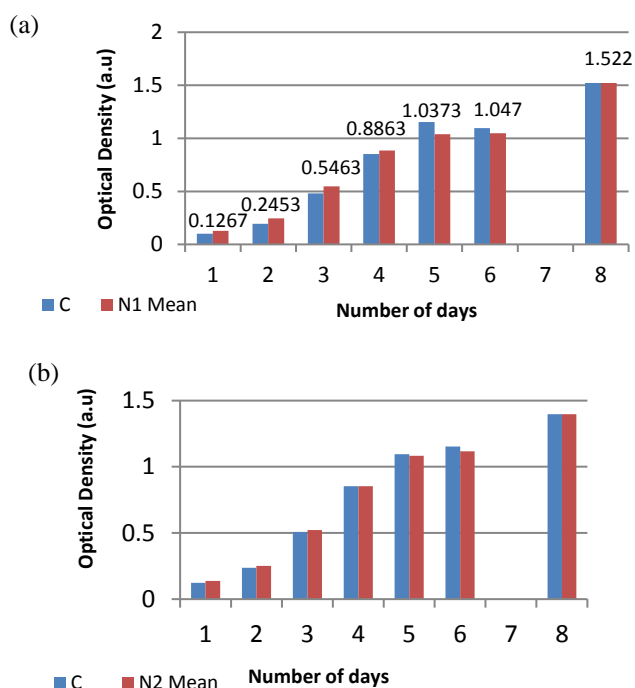 (a)
Optical Density (a.u)
2
1.5
1
0.5
0
0.1267
0.2453
0.5463
0.8863
1.0373
1.047
1.522
1 2 3 4 5 6 7 8
C N1 Mean
Number of days
(b)
Optical Density (a.u)
1.5
1
0.5
0
1 2 3 4 5 6 7 8
C N2 Mean
Number of days